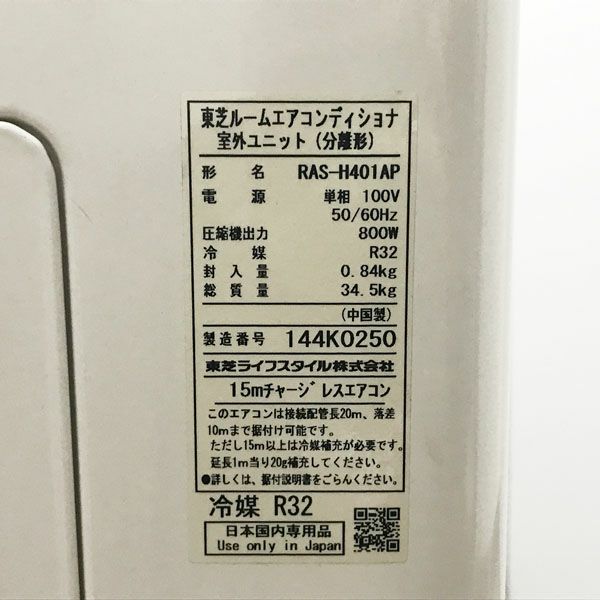 東芝ルームエアコンディショナ
室外ユニット（分離形）
形　名　RAS-H401AP
電　源　単相 100V
50/60Hz
圧縮機出力　800W
冷　媒　R32
封 入 量　0.84kg
総 質 量　34.5kg
（中国製）
製造番号　144K0250
東芝ライフスタイル株式会社
15mチャージレスエアコン
このエアコンは接続配管長20m、落差
10mまで据付け可能です。
ただし15m以上は冷媒補充が必要です。
延長1m当り20g補充してください。
●詳しくは、据付説明書をごらんください。
冷媒 R32
日本国内専用品
Use only in Japan